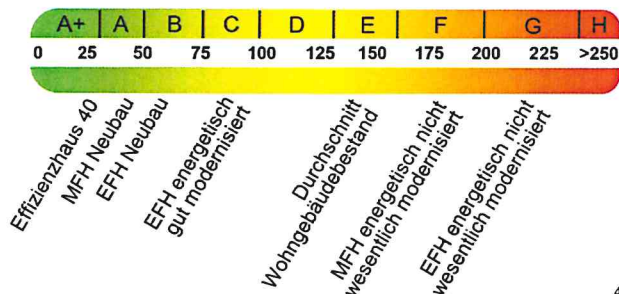 A+ A B C D E F G H
0 25 50 75 100 125 150 175 200 225 >250
Effizienzhaus 40
MFH Neubau
EFH Neubau
EFH energetisch
gut modernisiert
Durchschnitt
Wohngebäudebestand
MFH energetisch nicht
wesentlich modernisiert
EFH energetisch nicht
wesentlich modernisiert